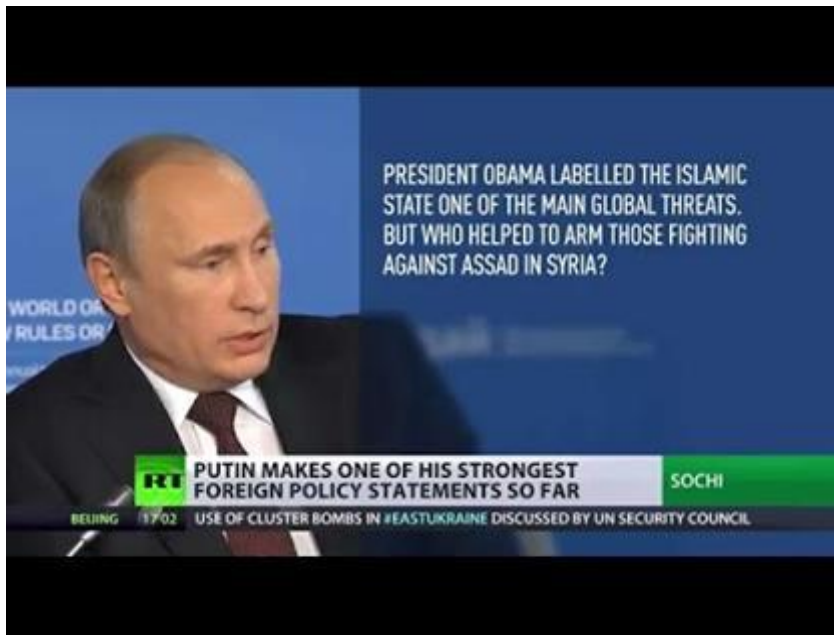 PRESIDENT OBAMA LABELLED THE ISLAMIC
STATE ONE OF THE MAIN GLOBAL THREATS.
BUT WHO HELPED TO ARM THOSE FIGHTING
AGAINST ASSAD IN SYRIA?
WORLD OR
RULES OR
RT
PUTIN MAKES ONE OF HIS STRONGEST
FOREIGN POLICY STATEMENTS SO FAR
SOCHI
BEIJING 17:02 USE OF CLUSTER BOMBS IN #EASTUKRAINE DISCUSSED BY UN SECURITY COUNCIL